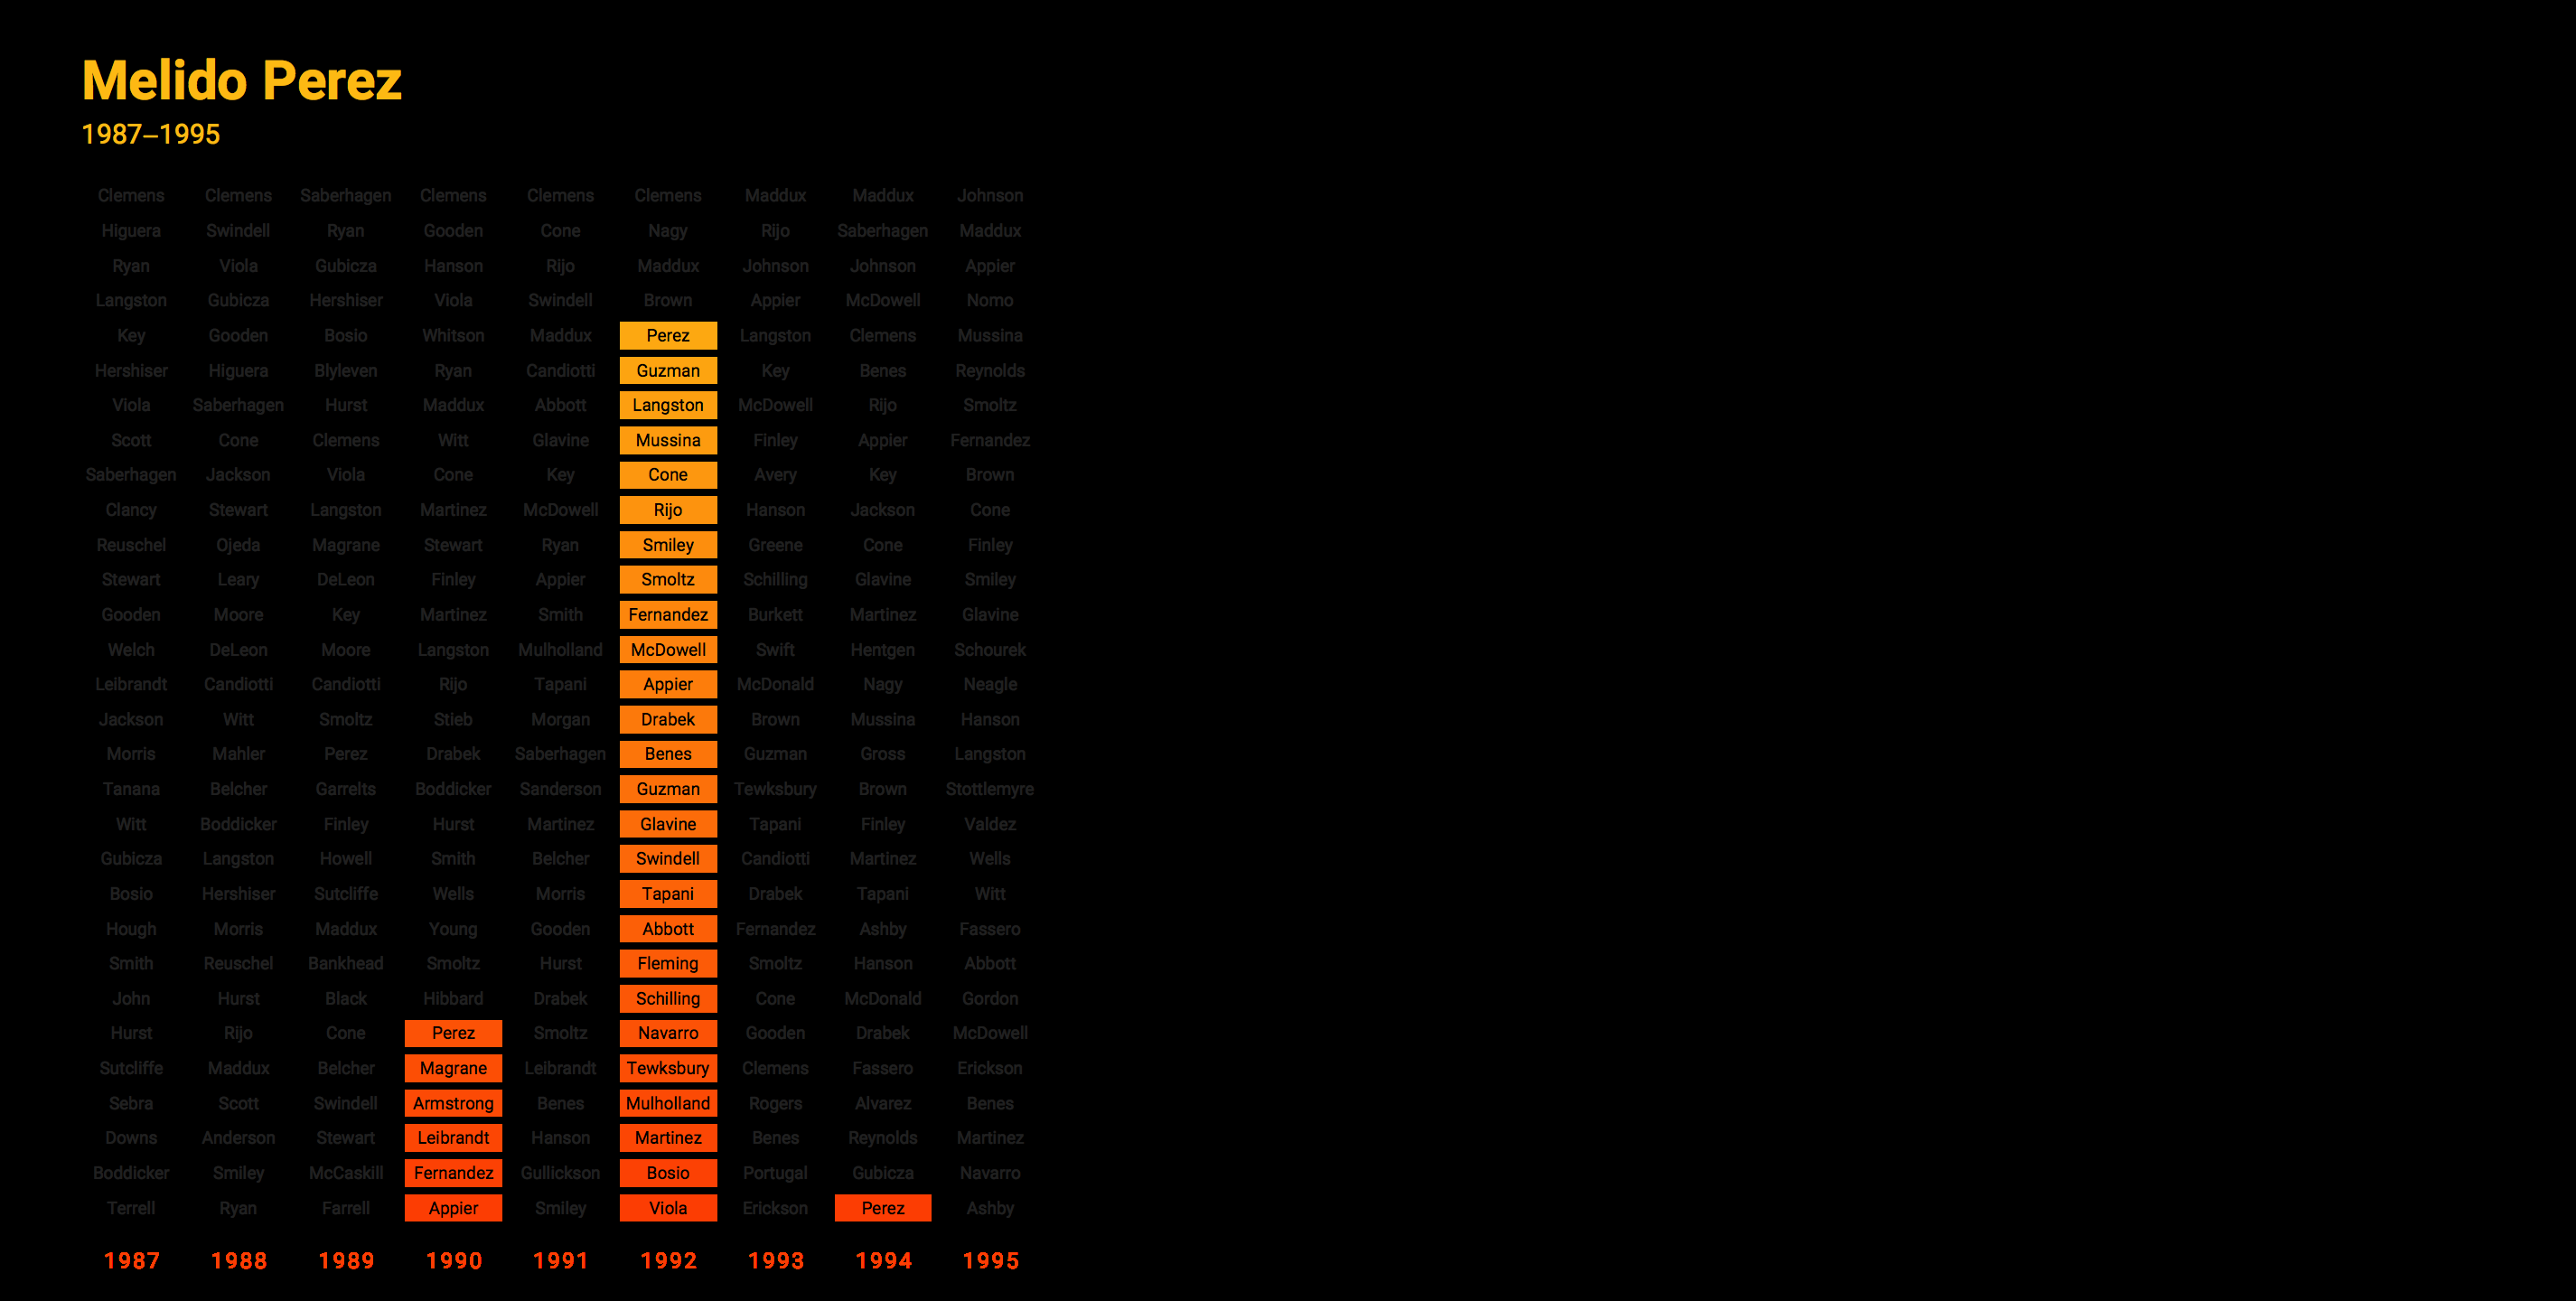 Melido Perez
1987–1995
Clemens Clemens Saberhagen Clemens Clemens Clemens Maddux Maddux Johnson
Higuera Swindell Ryan Gooden Cone Nagy Rijo Saberhagen Maddux
Ryan Viola Gubicza Hanson Rijo Maddux Johnson Johnson Appier
Langston Gubicza Hershiser Viola Swindell Brown Appier McDowell Nomo
Key Gooden Bosio Whitson Maddux Perez Langston Clemens Mussina
Hershiser Higuera Blyleven Ryan Candiotti Guzman Key Benes Reynolds
Viola Saberhagen Hurst Maddux Abbott Langston McDowell Rijo Smoltz
Scott Cone Clemens Witt Glavine Mussina Finley Appier Fernandez
Saberhagen Jackson Viola Cone Key Cone Avery Key Brown
Clancy Stewart Langston Martinez McDowell Rijo Hanson Jackson Cone
Reuschel Ojeda Magrane Stewart Ryan Smiley Greene Cone Finley
Stewart Leary DeLeon Finley Appier Smoltz Schilling Glavine Smiley
Gooden Moore Key Martinez Smith Fernandez Burkett Martinez Glavine
Welch DeLeon Moore Langston Mulholland McDowell Swift Hentgen Schourek
Leibrandt Candiotti Candiotti Rijo Tapani Appier McDonald Nagy Neagle
Jackson Witt Smoltz Stieb Morgan Drabek Brown Mussina Hanson
Morris Mahler Perez Drabek Saberhagen Benes Guzman Gross Langston
Tanana Belcher Garrelts Boddicker Sanderson Guzman Tewksbury Brown Stottlemyre
Witt Boddicker Finley Hurst Martinez Glavine Tapani Finley Valdez
Gubicza Langston Howell Smith Belcher Swindell Candiotti Martinez Wells
Bosio Hershiser Sutcliffe Wells Morris Tapani Drabek Tapani Witt
Hough Morris Maddux Young Gooden Abbott Fernandez Ashby Fassero
Smith Reuschel Bankhead Smoltz Hurst Fleming Smoltz Hanson Abbott
John Hurst Black Hibbard Drabek Schilling Cone McDonald Gordon
Hurst Rijo Cone Perez Smoltz Navarro Gooden Drabek McDowell
Sutcliffe Maddux Belcher Magrane Leibrandt Tewksbury Clemens Fassero Erickson
Sebra Scott Swindell Armstrong Benes Mulholland Rogers Alvarez Benes
Downs Anderson Stewart Leibrandt Hanson Martinez Benes Reynolds Martinez
Boddicker Smiley McCaskill Fernandez Gullickson Bosio Portugal Gubicza Navarro
Terrell Ryan Farrell Appier Smiley Viola Erickson Perez Ashby
1987 1988 1989 1990 1991 1992 1993 1994 1995